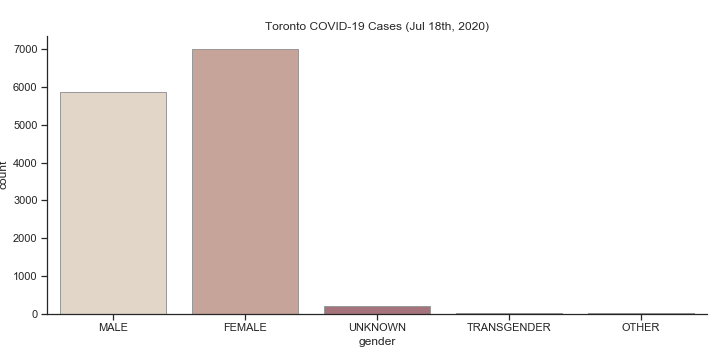 Toronto COVID-19 Cases (Jul 18th, 2020)
7000
6000
5000
4000
3000
2000
1000
0
count
MALE FEMALE UNKNOWN TRANSGENDER OTHER
gender